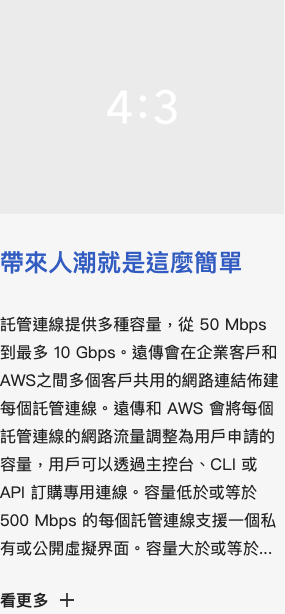 4:3
帶來人潮就是這麼簡單
託管連線提供多種容量，從 50 Mbps
到最多 10 Gbps。遠傳會在企業客戶和
AWS之間多個客戶共用的網路連結佈建
每個託管連線。遠傳和 AWS 會將每個
託管連線的網路流量調整為用戶申請的
容量，用戶可以透過主控台、CLI 或
API 訂購專用連線。容量低於或等於
500 Mbps 的每個託管連線支援一個私
有或公開虛擬界面。容量大於或等於...
看更多 +